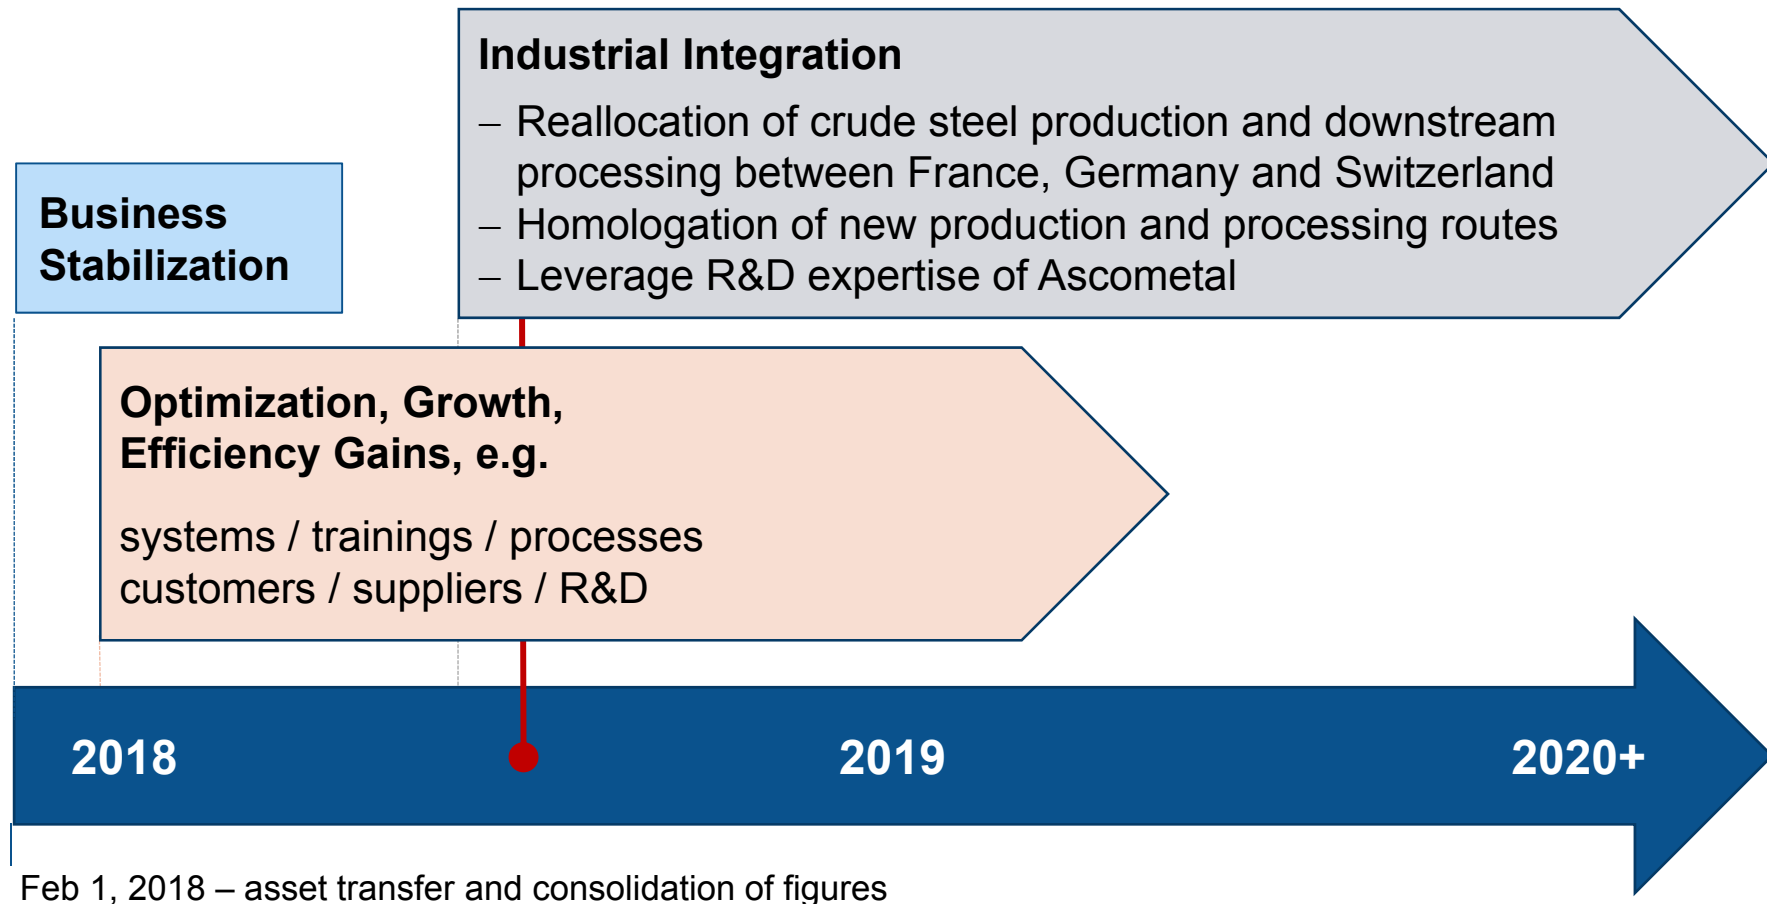 Industrial Integration
– Reallocation of crude steel production and downstream
processing between France, Germany and Switzerland
– Homologation of new production and processing routes
– Leverage R&D expertise of Ascometal
Business
Stabilization
Optimization, Growth,
Efficiency Gains, e.g.
systems / trainings / processes
customers / suppliers / R&D
2018
2019
2020+
Feb 1, 2018 – asset transfer and consolidation of figures